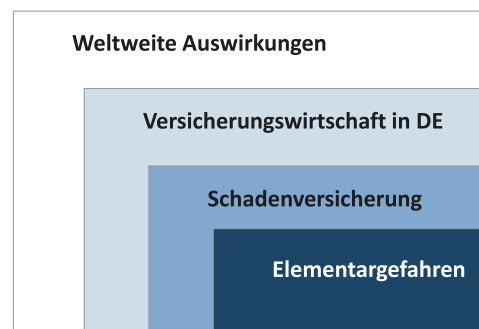 Weltweite Auswirkungen
Versicherungswirtschaft in DE
Schadenversicherung
Elementargefahren